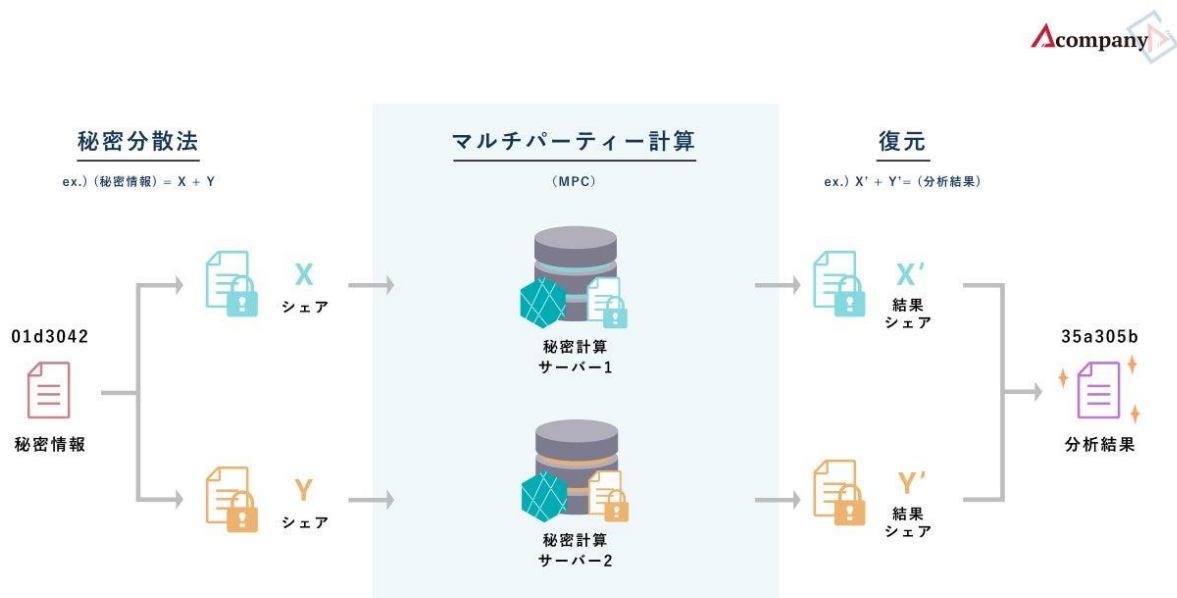 Acompany
秘密分散法
ex.) (秘密情報) = X + Y
マルチパーティー計算
(MPC)
復元
ex.) X' + Y'= (分析結果)
01d3042
秘密情報
X
シェア
Y
シェア
秘密計算
サーバー1
秘密計算
サーバー2
X'
結果
シェア
Y'
結果
シェア
35a305b
分析結果